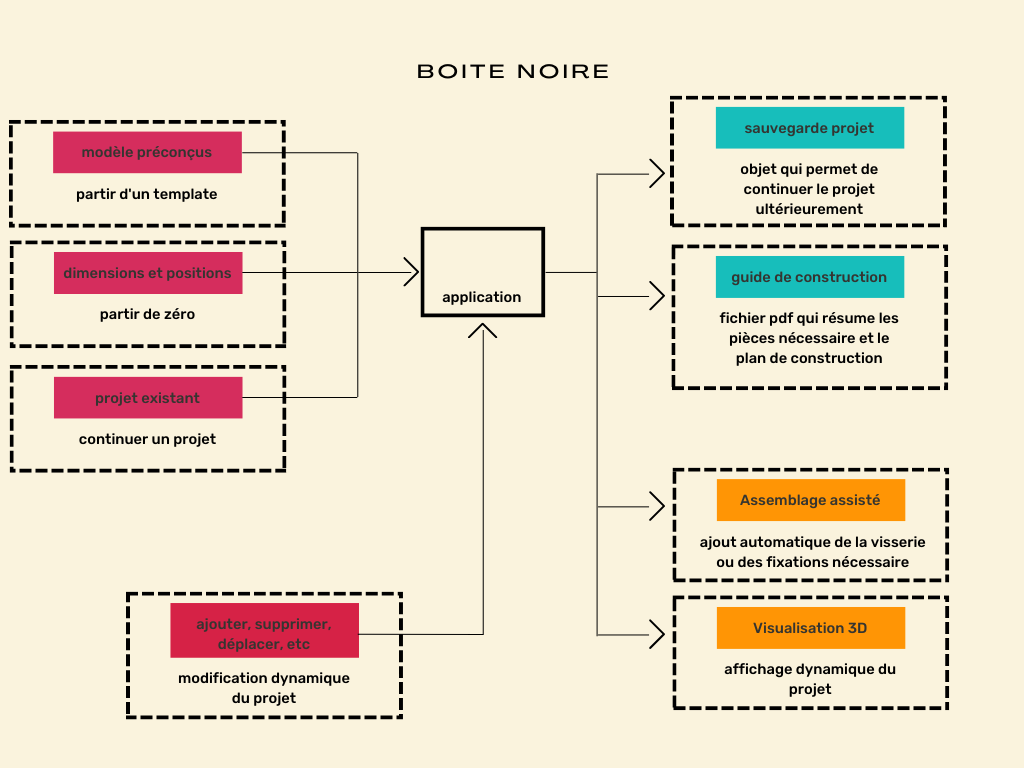 BOITE NOIRE
modèle préconçus
partir d'un template
dimensions et positions
partir de zéro
projet existant
continuer un projet
ajouter, supprimer,
déplacer, etc
modification dynamique
du projet
application
sauvegarde projet
objet qui permet de
continuer le projet
ultérieurement
guide de construction
fichier pdf qui résume les
pièces nécessaire et le
plan de construction
Assemblage assisté
ajout automatique de la visserie
ou des fixations nécessaire
Visualisation 3D
affichage dynamique du
projet